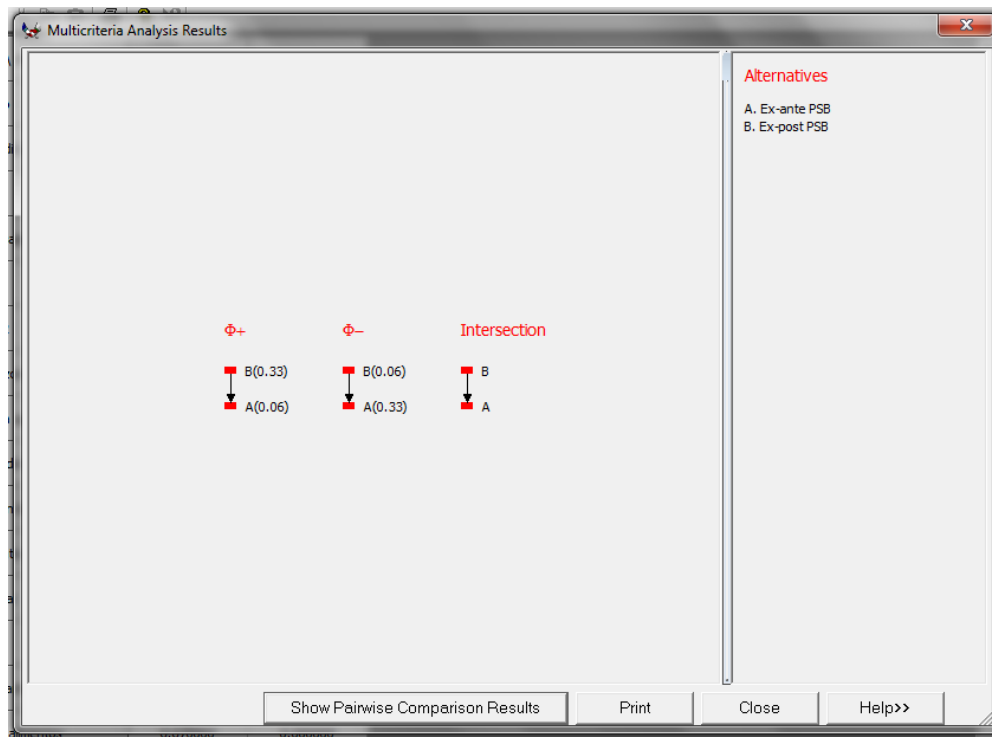 Multicriteria Analysis Results
Alternatives
A. Ex-ante PSB
B. Ex-post PSB
Φ+ Φ− Intersection
B(0.33) B(0.06) B
A(0.06) A(0.33) A
Show Pairwise Comparison Results Print Close Help>>